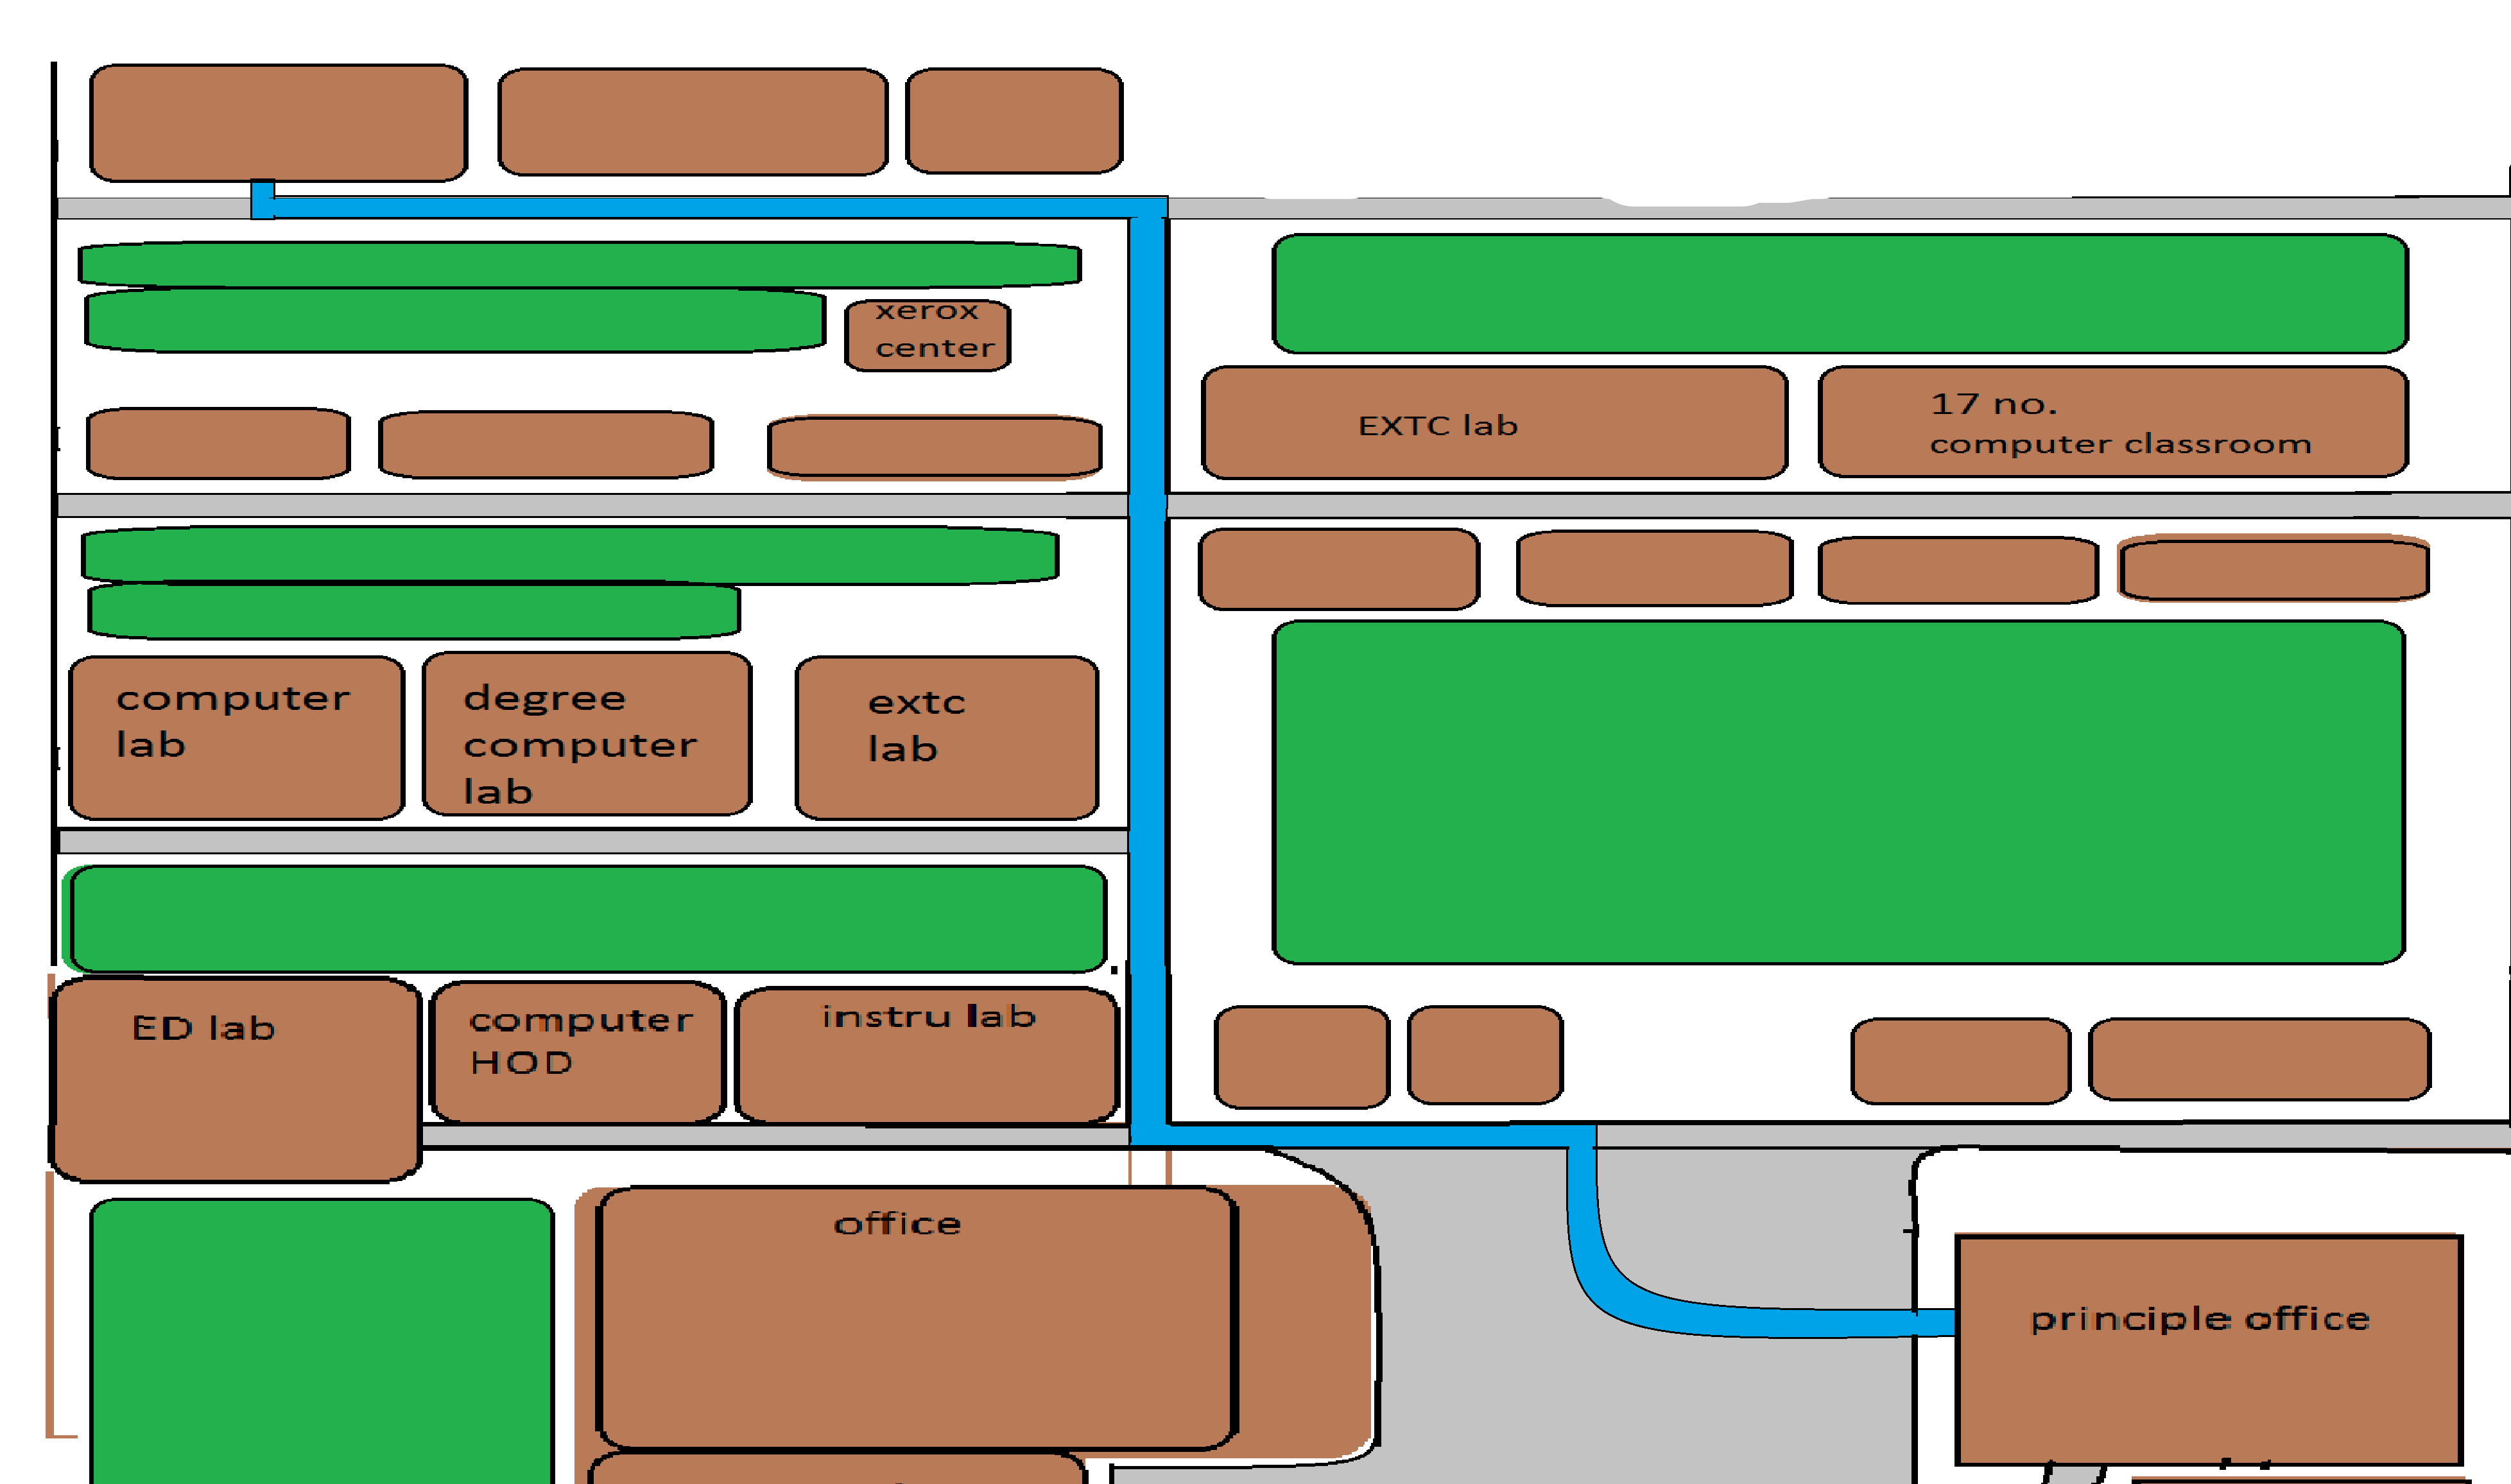 xerox
center
EXTC lab
17 no.
computer classroom
computer
lab
degree
computer
lab
extc
lab
ED lab
computer
HOD
instru lab
office
principle office